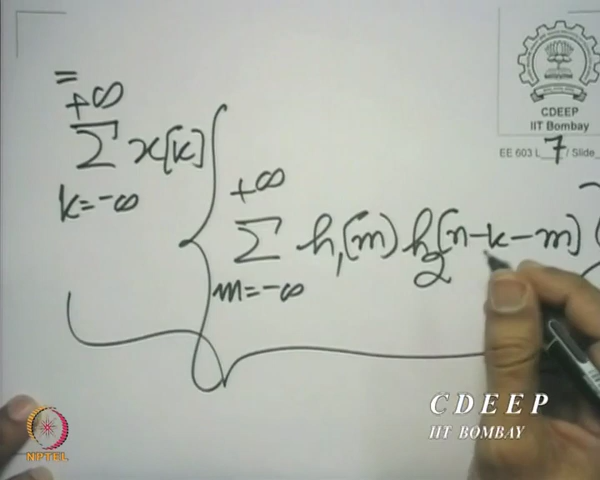 =
+∞
Σ x[k] {
k=-∞
+∞
Σ h₁[m] h₂[n-k-m]
m=-∞
CDEEP
IIT Bombay
EE 603 L 7 / Slide
CDEEP
IIT BOMBAY
NPTEL